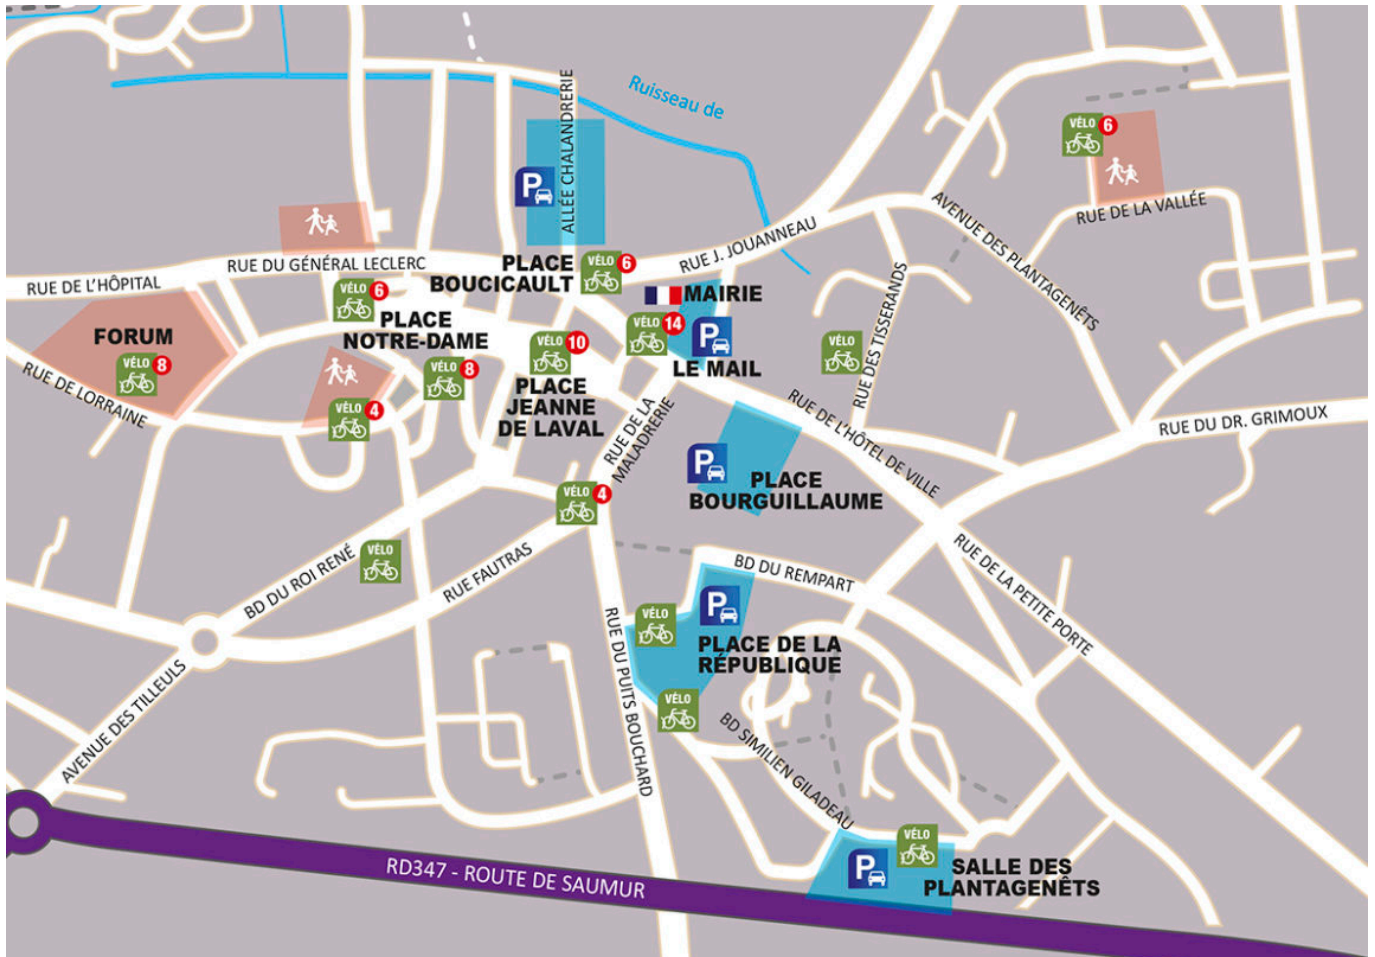 Ruisseau de
ALLÉE CHALANDRERIE
P
VÉLO 6
RUE DE LA VALLÉE
AVENUE DES PLANTAGENÊTS
RUE J. JOUANNEAU
RUE DU GÉNÉRAL LECLERC
RUE DE L'HÔPITAL
PLACE
BOUCICAULT
VÉLO 6
VÉLO 6
MAIRIE
PLACE
NOTRE-DAME
VÉLO 14
P
LE MAIL
FORUM
VÉLO 8
RUE DE LORRAINE
VÉLO 4
VÉLO 8
VÉLO 10
PLACE
JEANNE
DE LAVAL
VÉLO
RUE DES TISSERANDS
RUE DE LA
MALADRERIE
RUE DE L'HÔTEL DE VILLE
RUE DU DR. GRIMOUX
P
PLACE
BOURGUILLAUME
VÉLO 4
VÉLO
BD DU ROI RENÉ
RUE FAUTRAS
BD DU REMPART
RUE DE LA PETITE PORTE
VÉLO
P
PLACE DE LA
RÉPUBLIQUE
RUE DU PUITS BOUCHARD
VÉLO
AVENUE DES TILLEULS
BD SIMILIEN GILADEAU
VÉLO
P
SALLE DES
PLANTAGENÊTS
RD347 - ROUTE DE SAUMUR